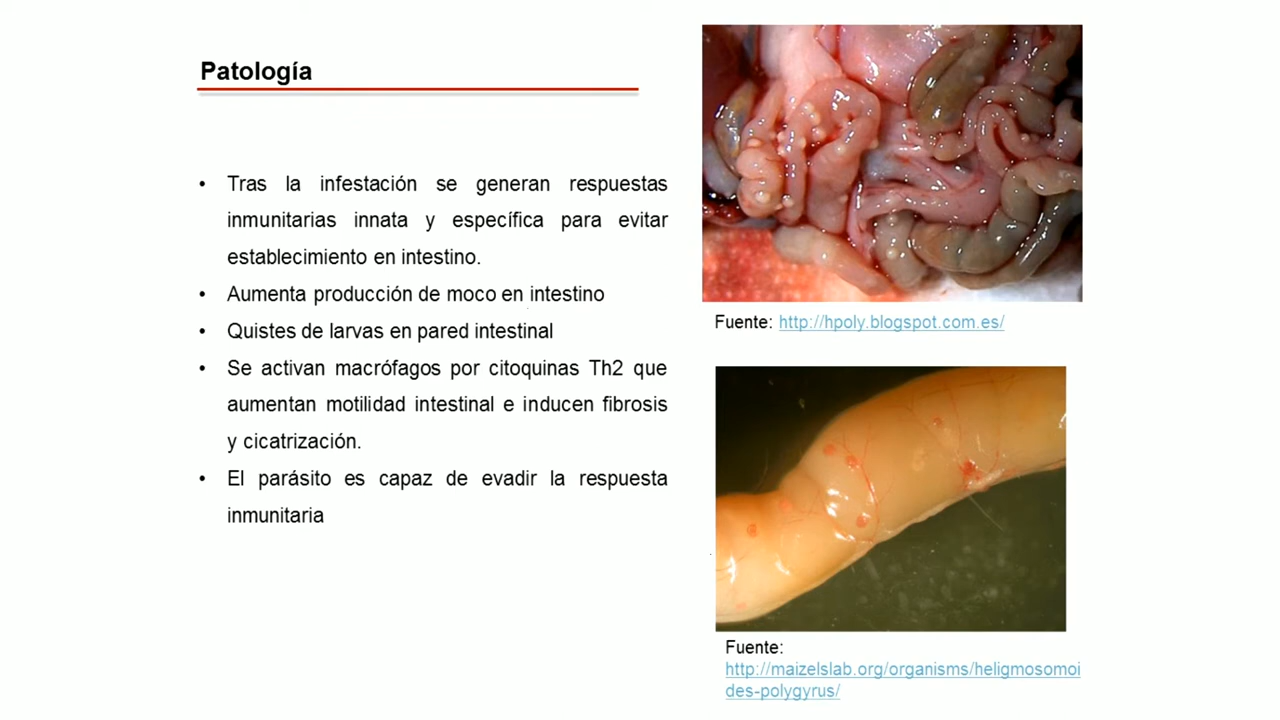 Patología
• Tras la infestación se generan respuestas
inmunitarias innata y específica para evitar
establecimiento en intestino.
• Aumenta producción de moco en intestino
• Quistes de larvas en pared intestinal
• Se activan macrófagos por citoquinas Th2 que
aumentan motilidad intestinal e inducen fibrosis
y cicatrización.
• El parásito es capaz de evadir la respuesta
inmunitaria
Fuente: http://hpoly.blogspot.com.es/
Fuente:
http://maizelslab.org/organisms/heligmosomoi
des-polygyrus/